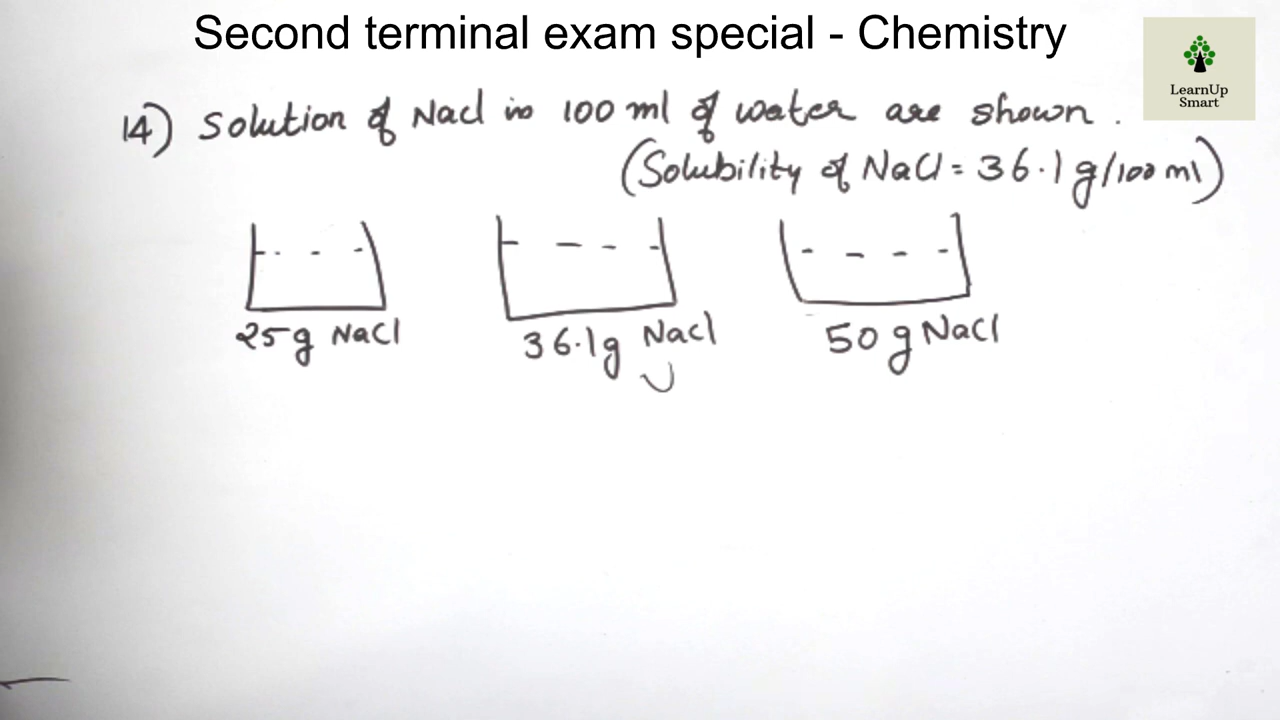 Second terminal exam special - Chemistry
LearnUp
Smart
14) Solution of Nacl in 100 ml of water are shown.
(Solubility of NaCl = 36.1 g/100 ml)
25g NaCl
36.1g Nacl
50 g NaCl